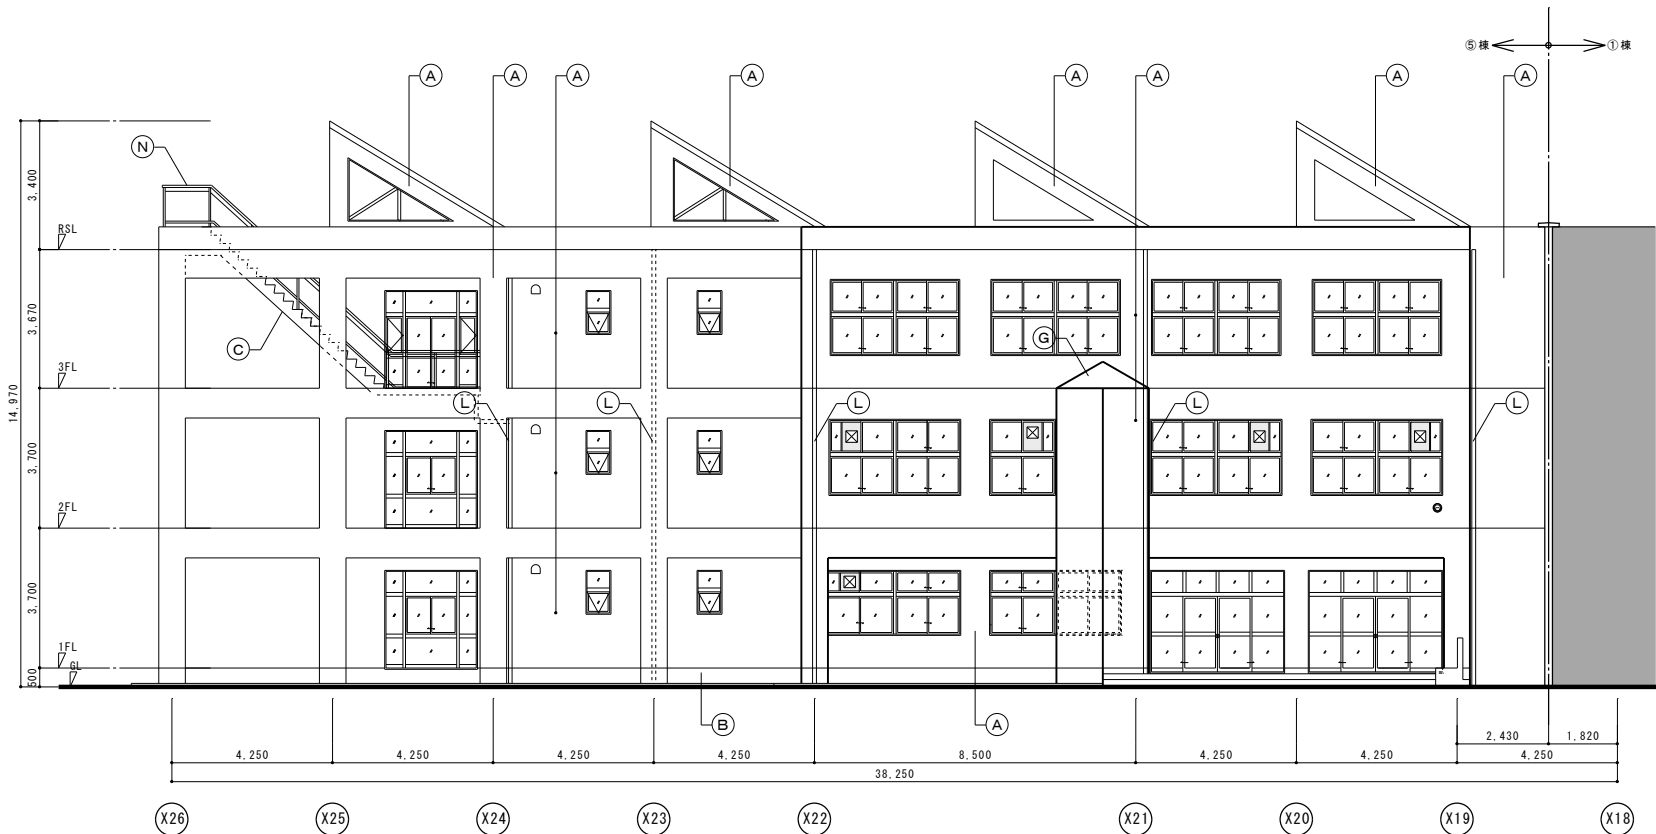 ⑤棟 ①棟
A A A A A A A A
N
3,400
RSL
3,670
C
G
3FL
14,970
L L L L L
3,700
2FL
3,700
1FL
GL
500
B A
2,430 1,820
4,250 4,250 4,250 4,250 8,500 4,250 4,250 4,250
38,250
X26 X25 X24 X23 X22 X21 X20 X19 X18